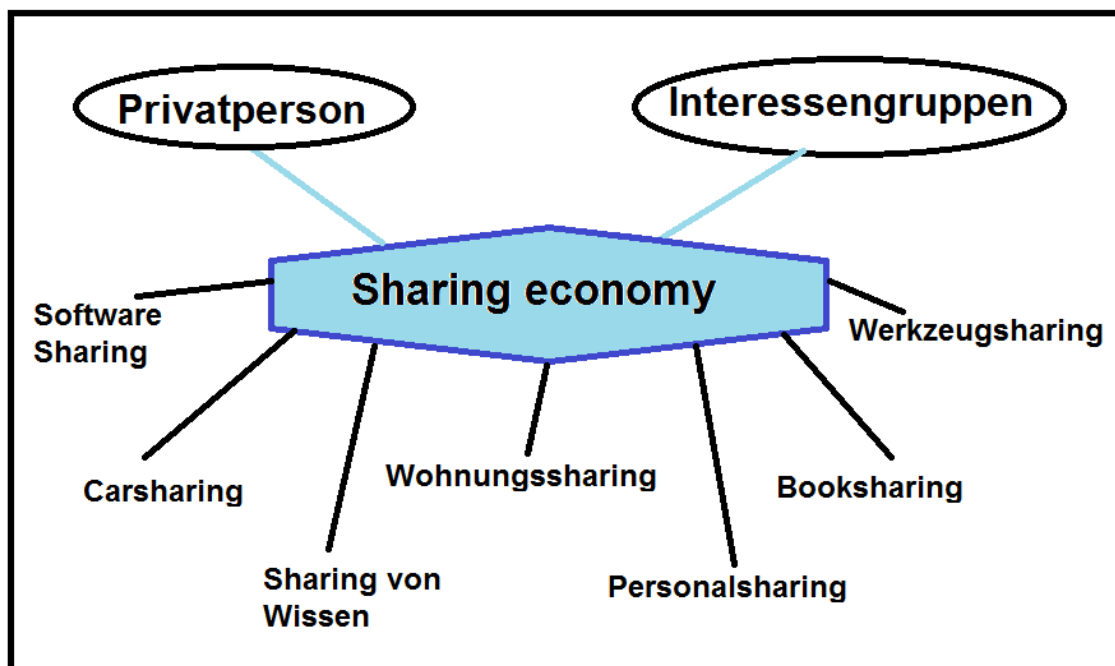 Privatperson
Interessengruppen
Sharing economy
Software
Sharing
Werkzeugsharing
Carsharing
Wohnungssharing
Booksharing
Sharing von
Wissen
Personalsharing